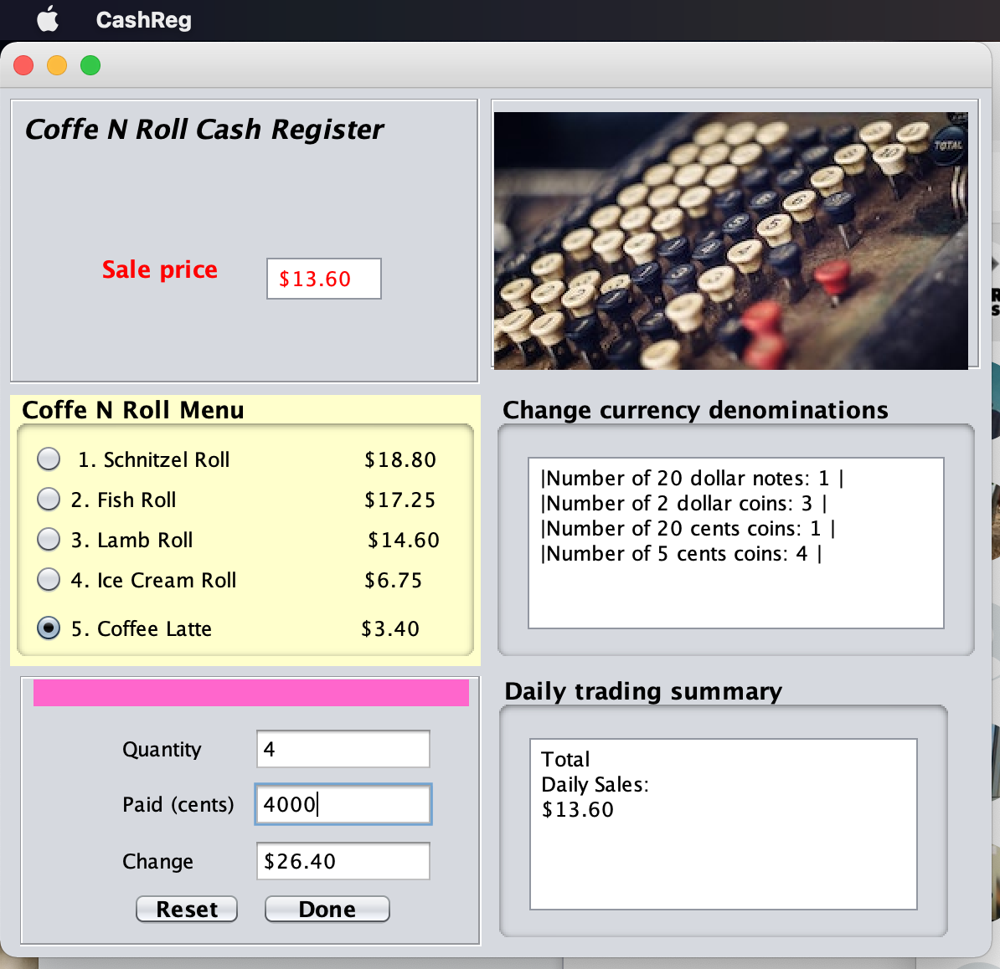 CashReg
Coffe N Roll Cash Register
Sale price $13.60
TOTAL
Coffe N Roll Menu
1. Schnitzel Roll $18.80
2. Fish Roll $17.25
3. Lamb Roll $14.60
4. Ice Cream Roll $6.75
5. Coffee Latte $3.40
Change currency denominations
|Number of 20 dollar notes: 1 |
|Number of 2 dollar coins: 3 |
|Number of 20 cents coins: 1 |
|Number of 5 cents coins: 4 |
Quantity 4
Paid (cents) 4000
Change $26.40
Reset Done
Daily trading summary
Total
Daily Sales:
$13.60